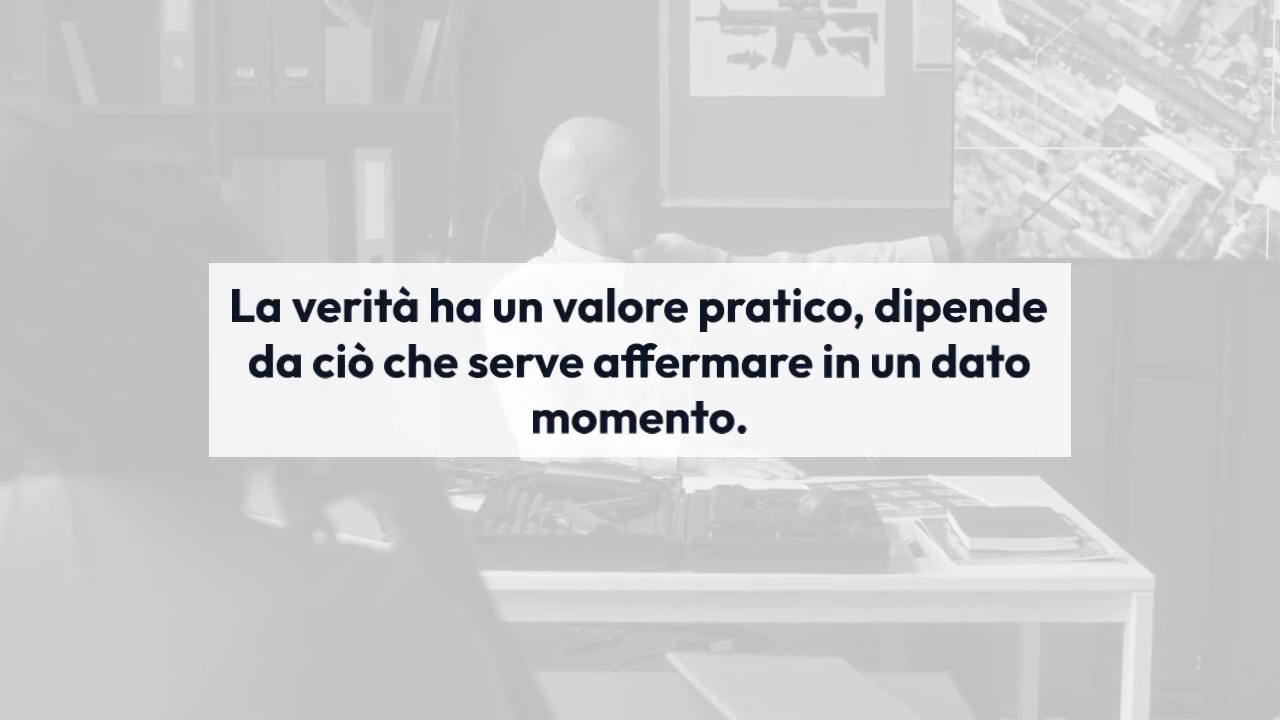 La verità ha un valore pratico, dipende
da ciò che serve affermare in un dato
momento.